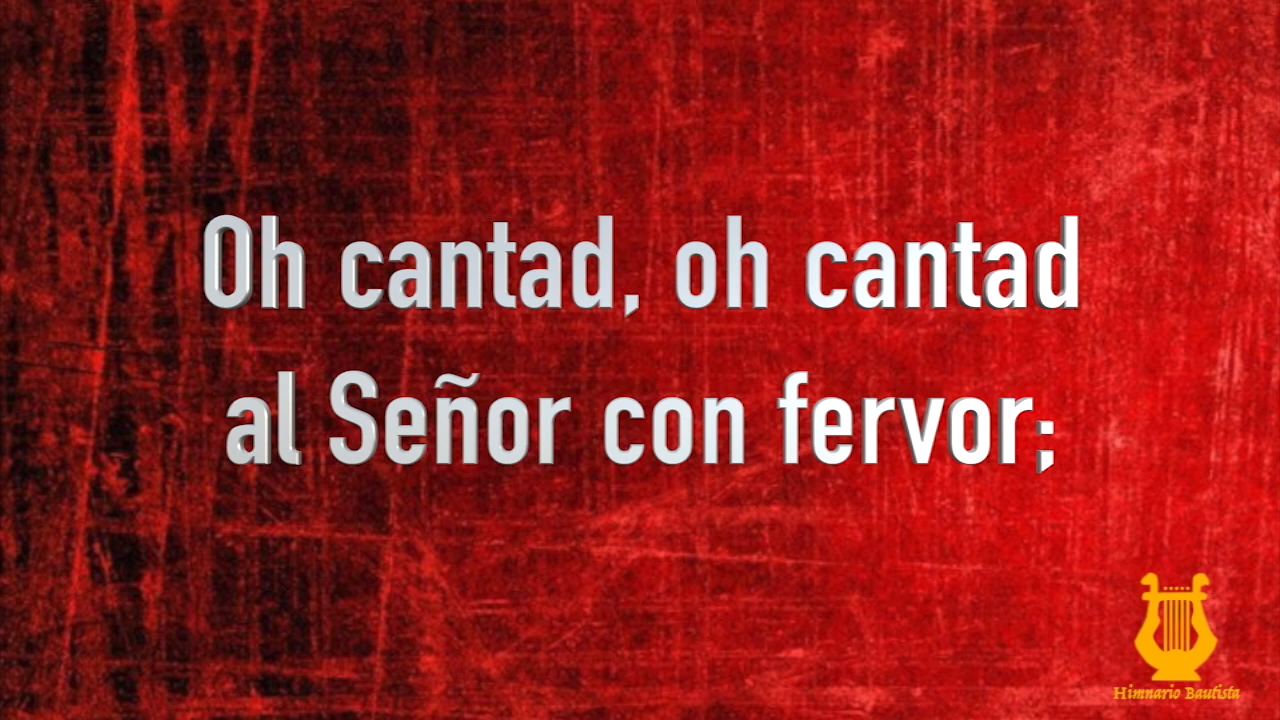 Oh cantad, oh cantad
al Señor con fervor;
Himnario Bautista